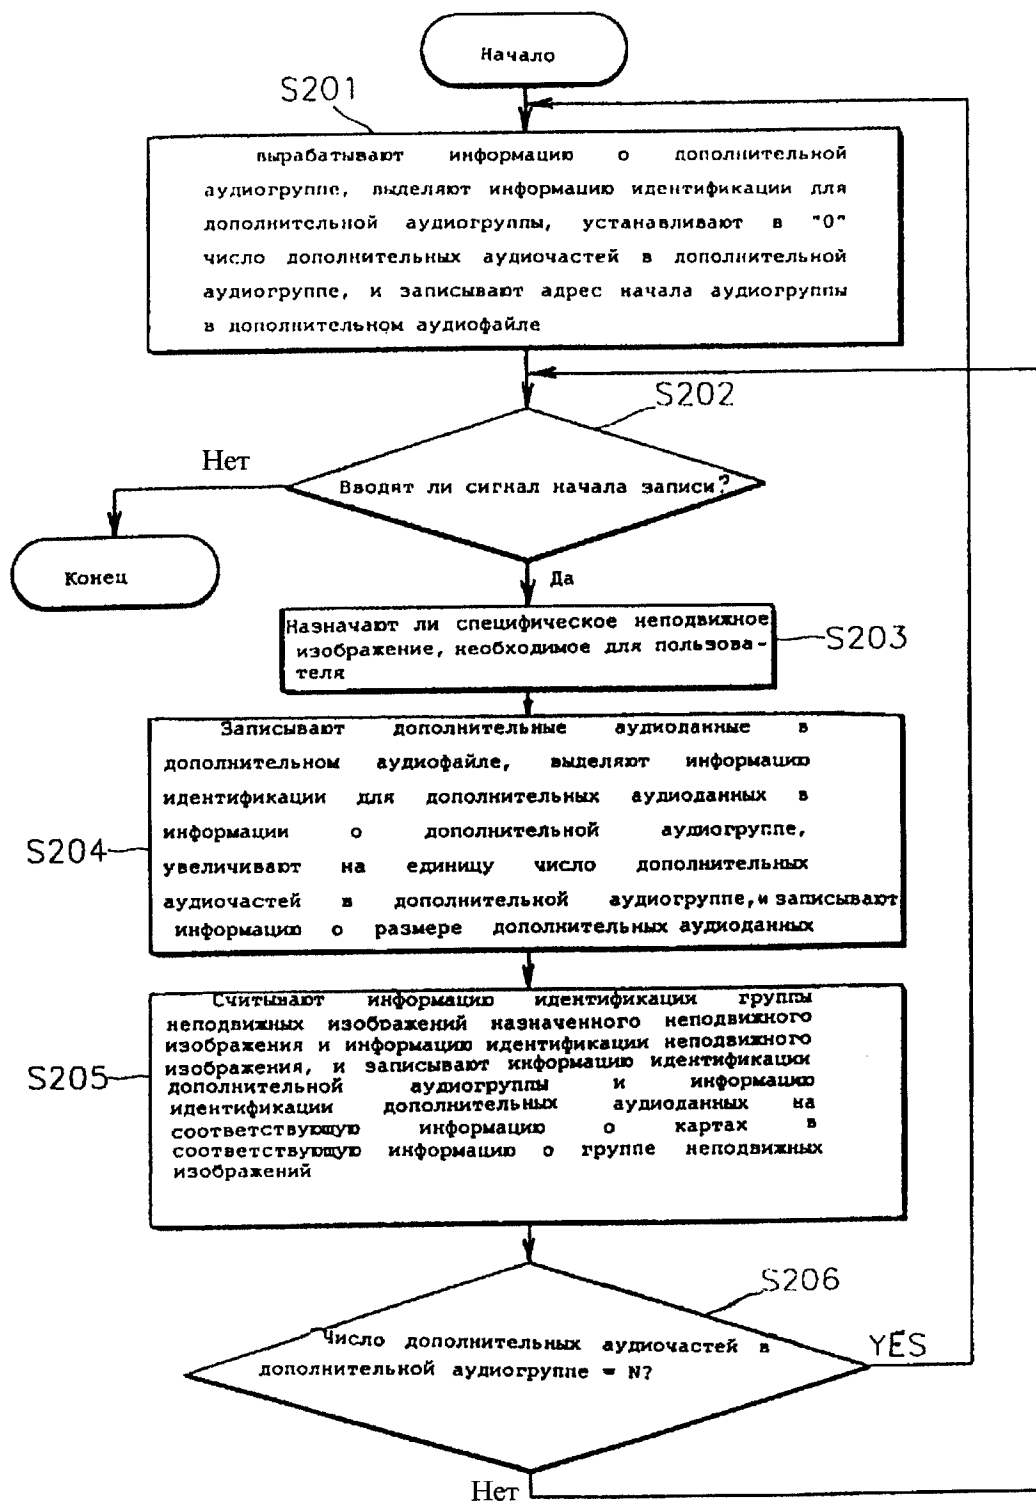 Начало
S201
вырабатывают информацию о дополнительной
аудиогруппе, выделяют информацию идентификации для
дополнительной аудиогруппы, устанавливают в "0"
число дополнительных аудиочастей в дополнительной
аудиогруппе, и записывают адрес начала аудиогруппы
в дополнительном аудиофайле
S202
Нет
Вводят ли сигнал начала записи?
Конец
Да
Назначают ли специфическое неподвижное
изображение, необходимое для пользова-
теля
S203
Записывают дополнительные аудиоданные в
дополнительном аудиофайле, выделяют информацию
идентификации для дополнительных аудиоданных в
информации о дополнительной аудиогруппе,
увеличивают на единицу число дополнительных
аудиочастей в дополнительной аудиогруппе, и записывают
информацию о размере дополнительных аудиоданных
S204
Считывают информацию идентификации группы
неподвижных изображений назначенного неподвижного
изображения и информацию идентификации неподвижного
изображения, и записывают информацию идентификации
дополнительной аудиогруппы и информацию
идентификации дополнительных аудиоданных на
соответствующую информацию о картах в
соответствующую информацию о группе неподвижных
изображений
S205
S206
Число дополнительных аудиочастей в
дополнительной аудиогруппе = N?
YES
Нет